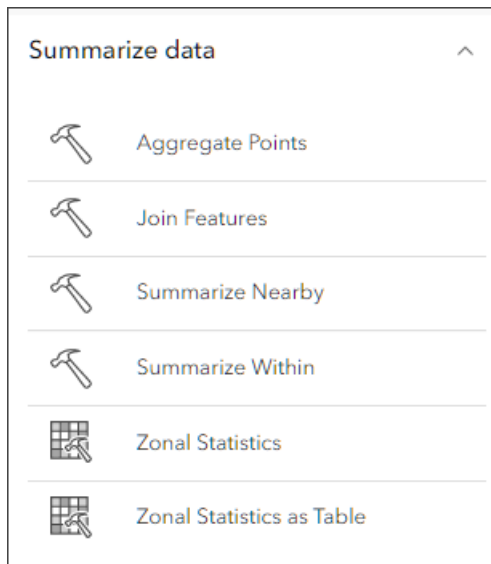 Summarize data
Aggregate Points
Join Features
Summarize Nearby
Summarize Within
Zonal Statistics
Zonal Statistics as Table